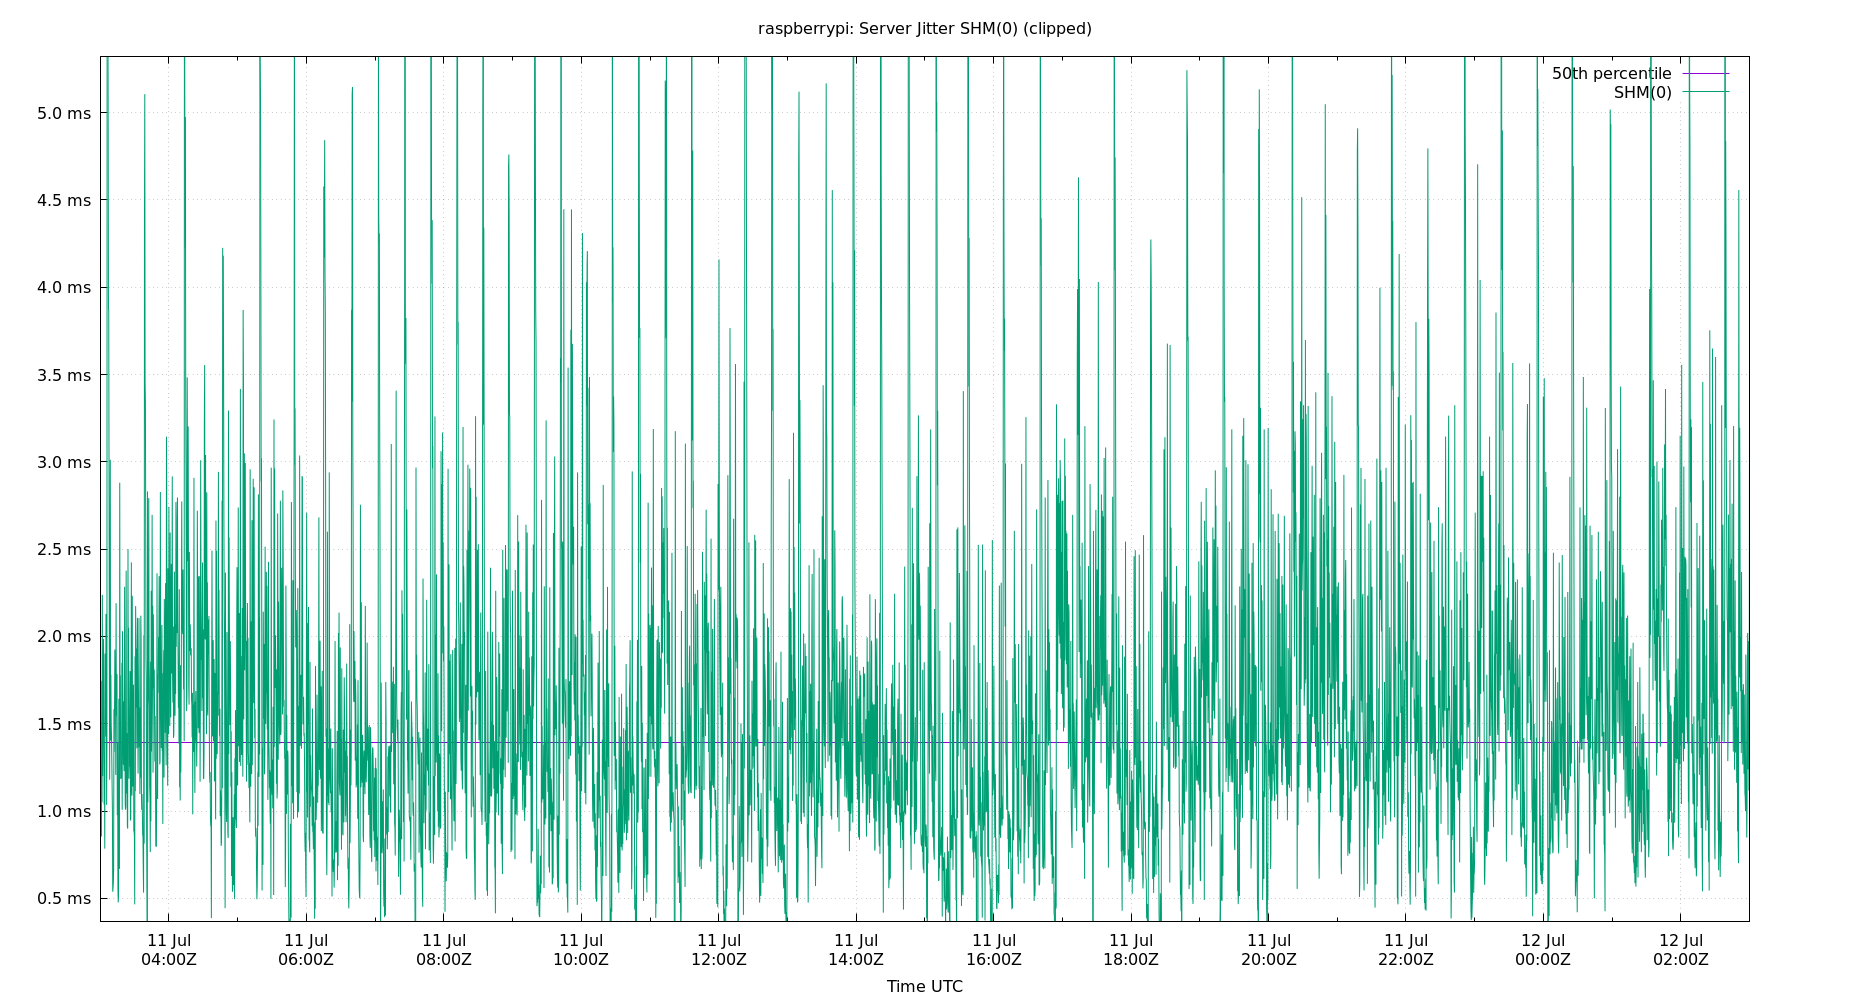 raspberrypi: Server Jitter SHM(0) (clipped)
50th percentile
SHM(0)
5.0 ms
4.5 ms
4.0 ms
3.5 ms
3.0 ms
2.5 ms
2.0 ms
1.5 ms
1.0 ms
0.5 ms
11 Jul 11 Jul 11 Jul 11 Jul 11 Jul 11 Jul 11 Jul 11 Jul 11 Jul 11 Jul 12 Jul 12 Jul
04:00Z 06:00Z 08:00Z 10:00Z 12:00Z 14:00Z 16:00Z 18:00Z 20:00Z 22:00Z 00:00Z 02:00Z
Time UTC